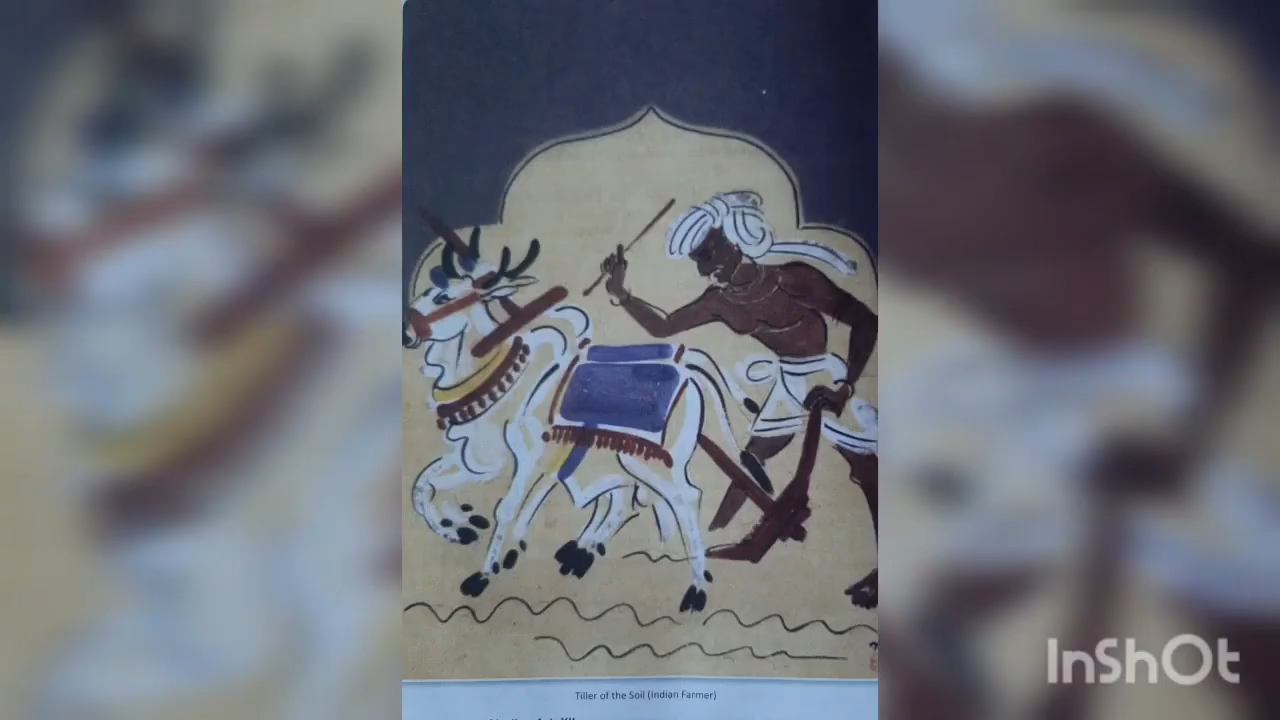 Tiller of the Soil (Indian Farmer)
InShOt